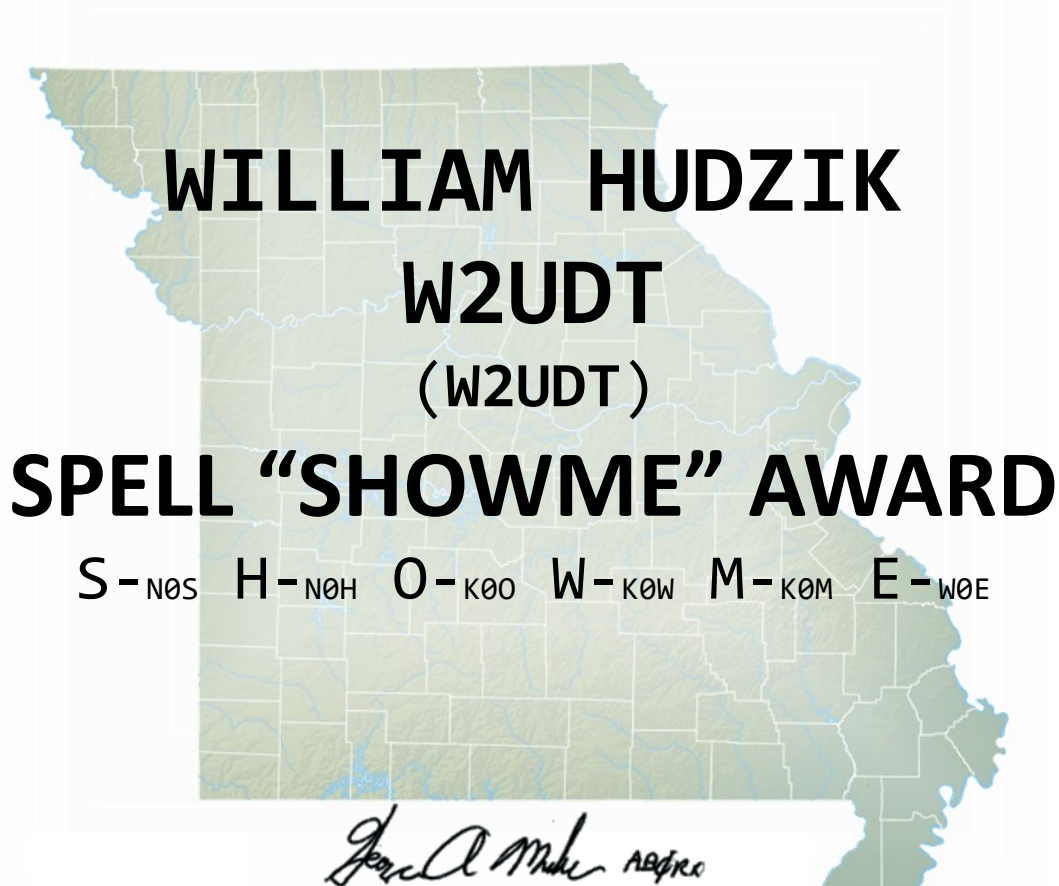 WILLIAM HUDZIK
W2UDT
(W2UDT)
SPELL “SHOWME” AWARD
S-N0S H-N0H O-K0O W-K0W M-K0M E-W0E